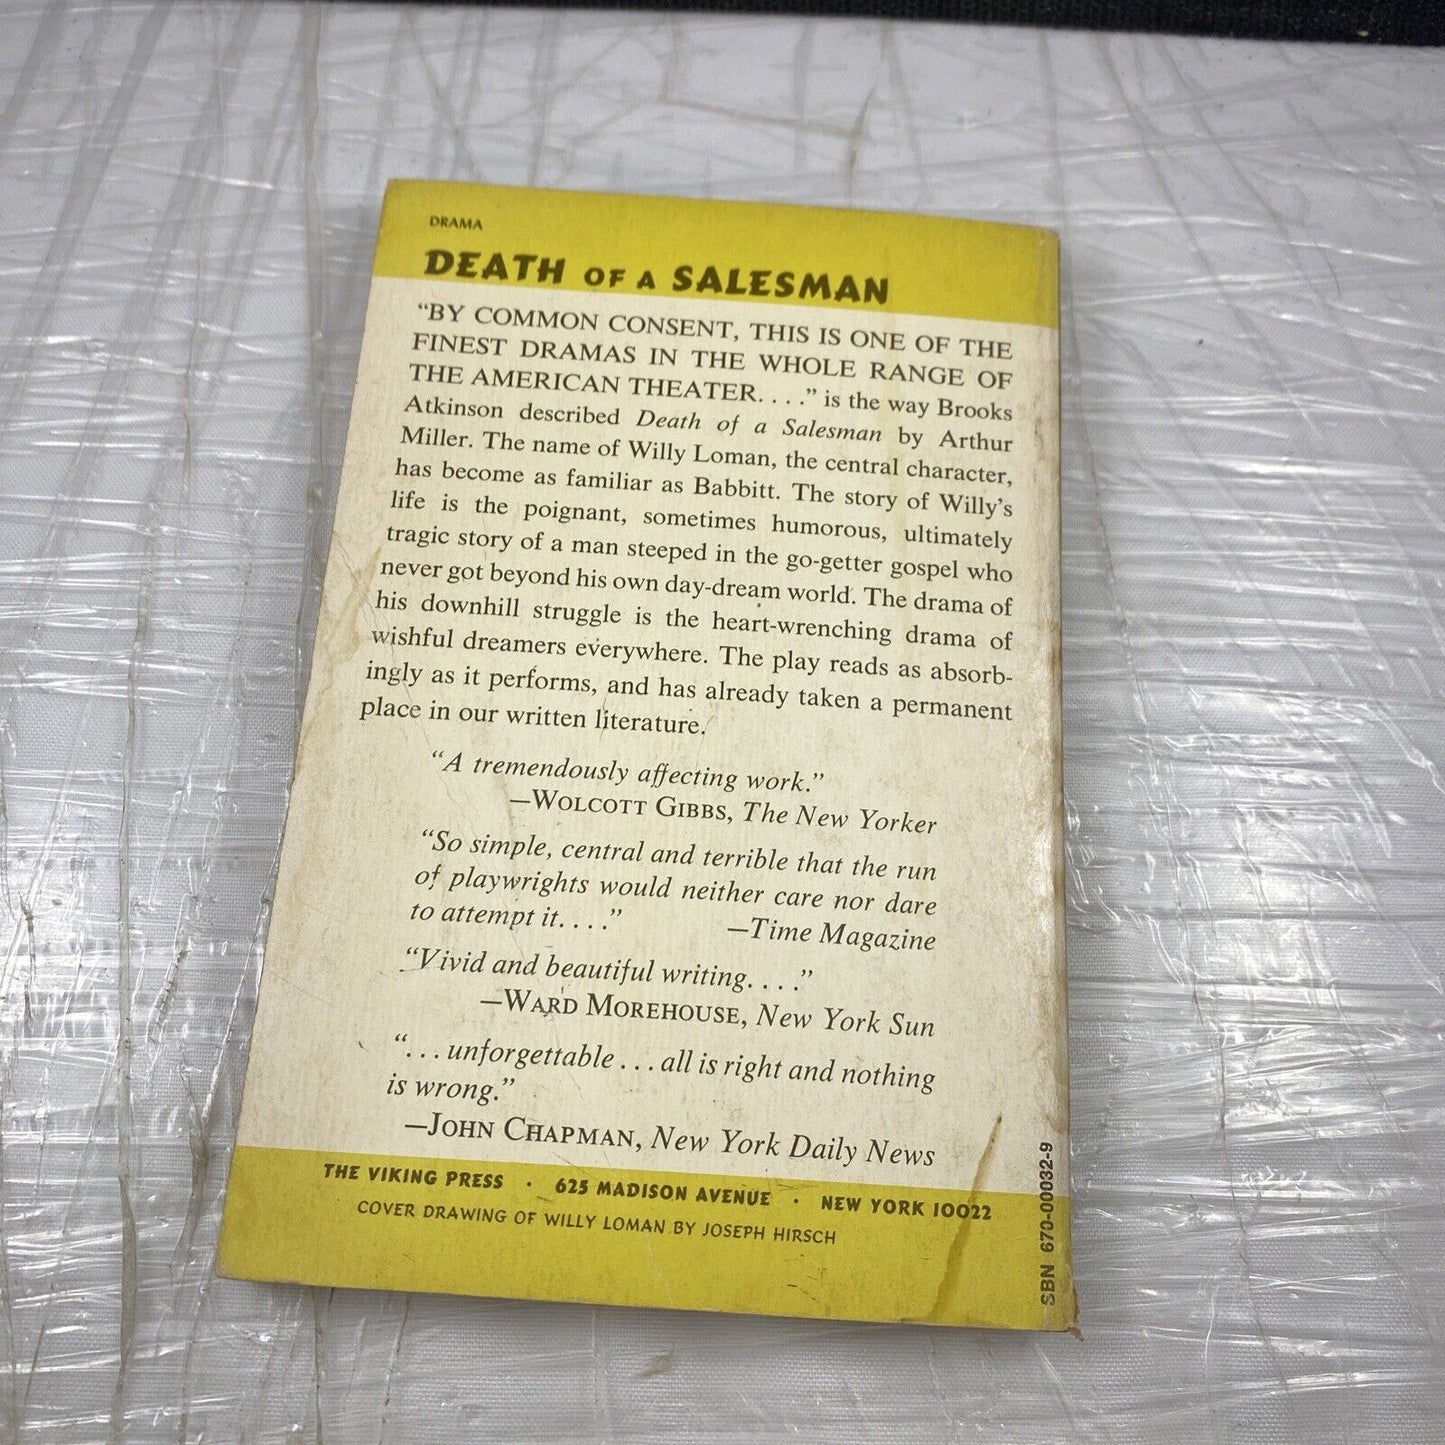 DRAMA
DEATH OF A SALESMAN
“BY COMMON CONSENT, THIS IS ONE OF THE
FINEST DRAMAS IN THE WHOLE RANGE OF
THE AMERICAN THEATER. . . .” is the way Brooks
Atkinson described Death of a Salesman by Arthur
Miller. The name of Willy Loman, the central character,
has become as familiar as Babbitt. The story of Willy’s
life is the poignant, sometimes humorous, ultimately
tragic story of a man steeped in the go-getter gospel who
never got beyond his own day-dream world. The drama of
his downhill struggle is the heart-wrenching drama of
wishful dreamers everywhere. The play reads as absorb-
ingly as it performs, and has already taken a permanent
place in our written literature.
“A tremendously affecting work.”
—WOLCOTT GIBBS, The New Yorker
“So simple, central and terrible that the run
of playwrights would neither care nor dare
to attempt it. . . .” —Time Magazine
“Vivid and beautiful writing. . . .”
—WARD MOREHOUSE, New York Sun
“. . . unforgettable . . . all is right and nothing
is wrong.”
—JOHN CHAPMAN, New York Daily News
THE VIKING PRESS · 625 MADISON AVENUE · NEW YORK 10022
COVER DRAWING OF WILLY LOMAN BY JOSEPH HIRSCH
SBN 670-00032-9